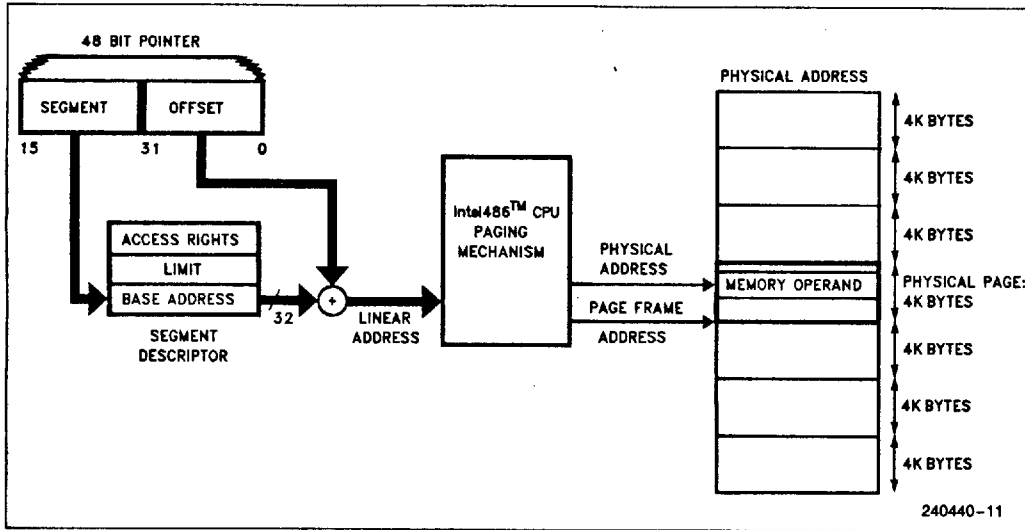 48 BIT POINTER
SEGMENT
OFFSET
15
31
0
ACCESS RIGHTS
LIMIT
BASE ADDRESS
SEGMENT
DESCRIPTOR
32
+
LINEAR
ADDRESS
Intel486™ CPU
PAGING
MECHANISM
PHYSICAL
ADDRESS
PAGE FRAME
ADDRESS
PHYSICAL ADDRESS
4K BYTES
4K BYTES
4K BYTES
MEMORY OPERAND
PHYSICAL PAGE:
4K BYTES
4K BYTES
4K BYTES
4K BYTES
240440-11